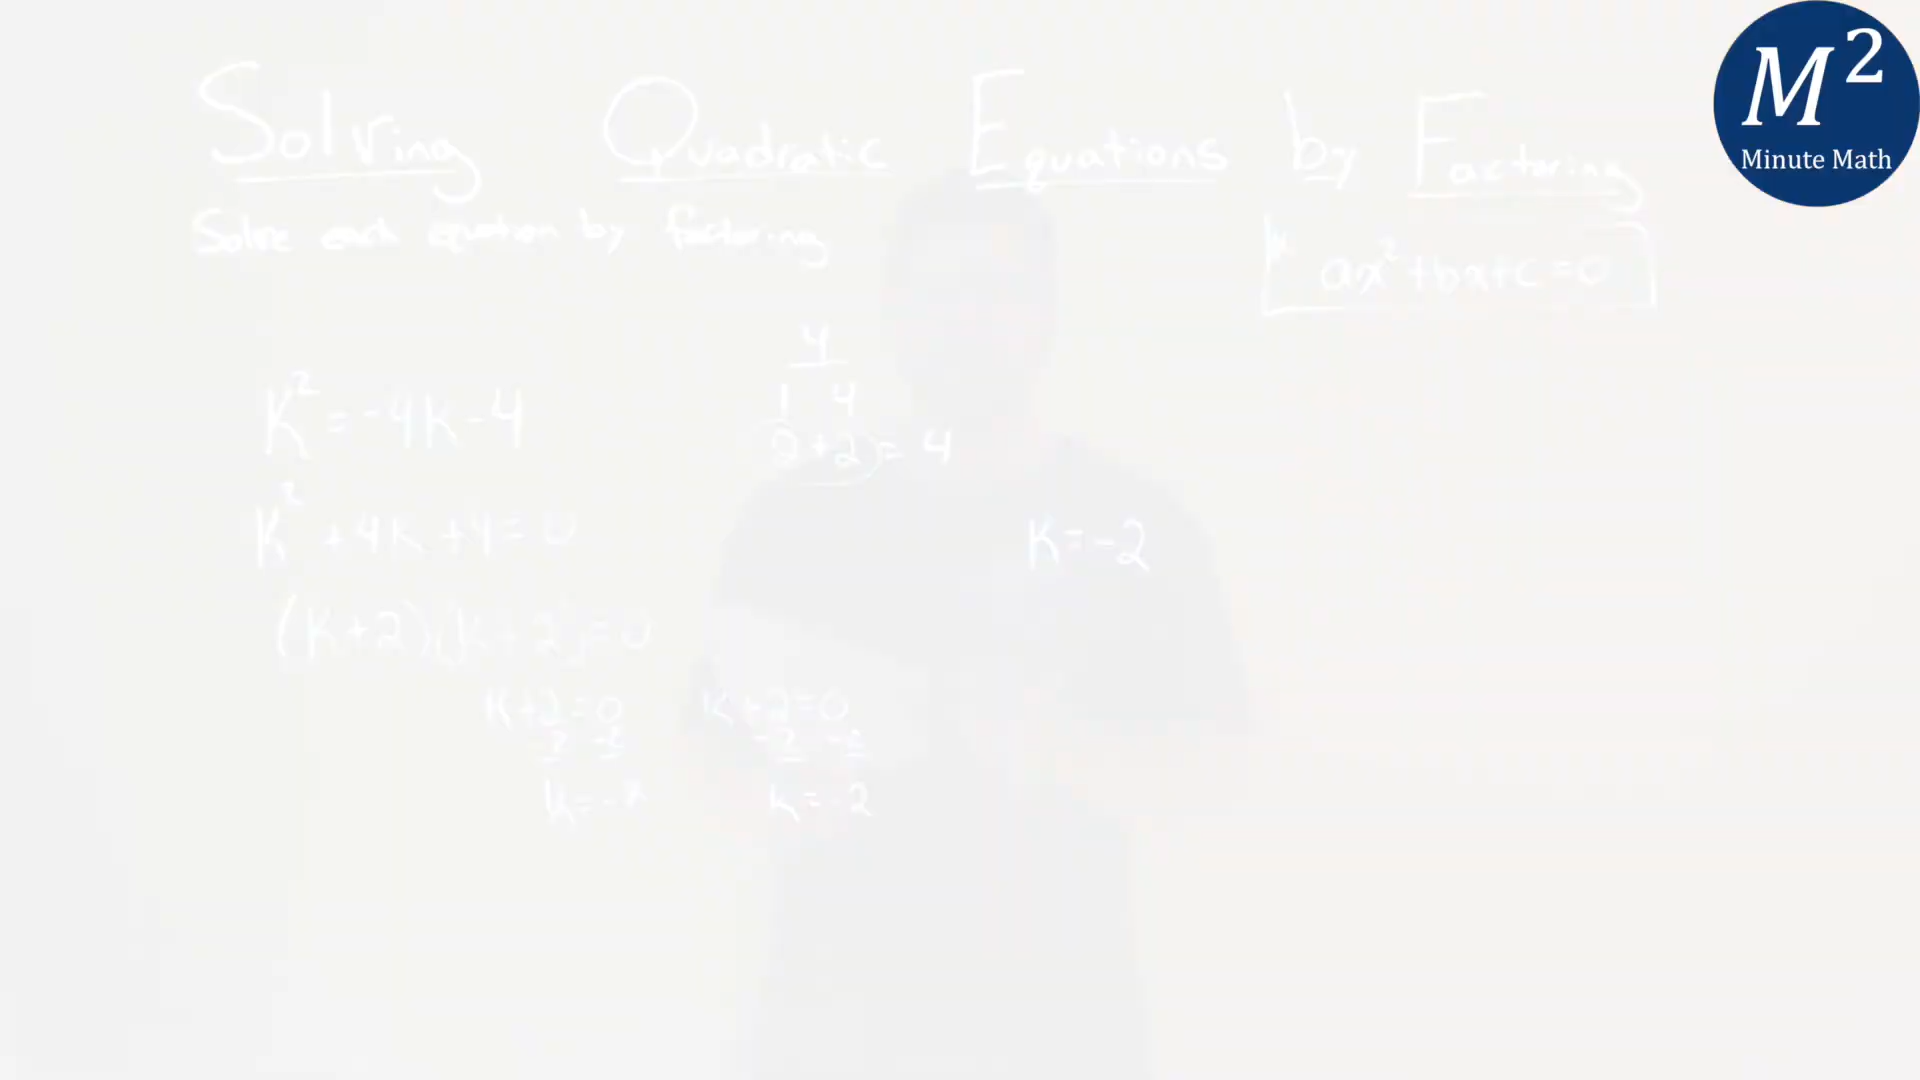 Solving Quadratic Equations by Factoring
Solve each equation by factoring
ax² + bx + c = 0
4
1 4
2 + 2 = 4
K² = -4K - 4
K² + 4K + 4 = 0
K = -2
(K+2)(K+2) = 0
K+2=0 K+2=0
-2 -2 -2 -2
K = -2 K = -2
M²
Minute Math